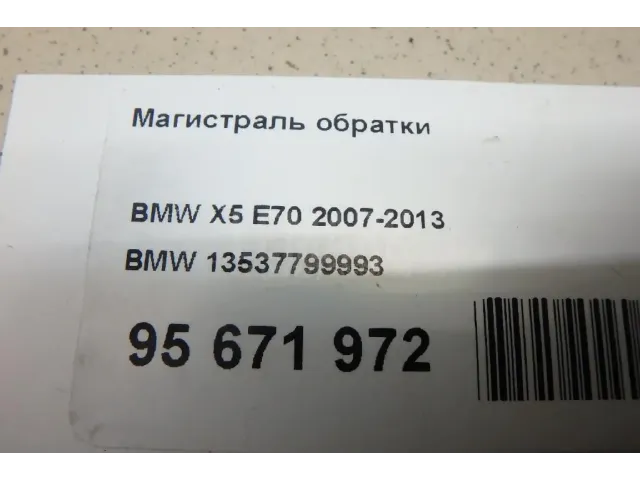 Магистраль обратки
BMW X5 E70 2007-2013
BMW 13537799993
95 671 972